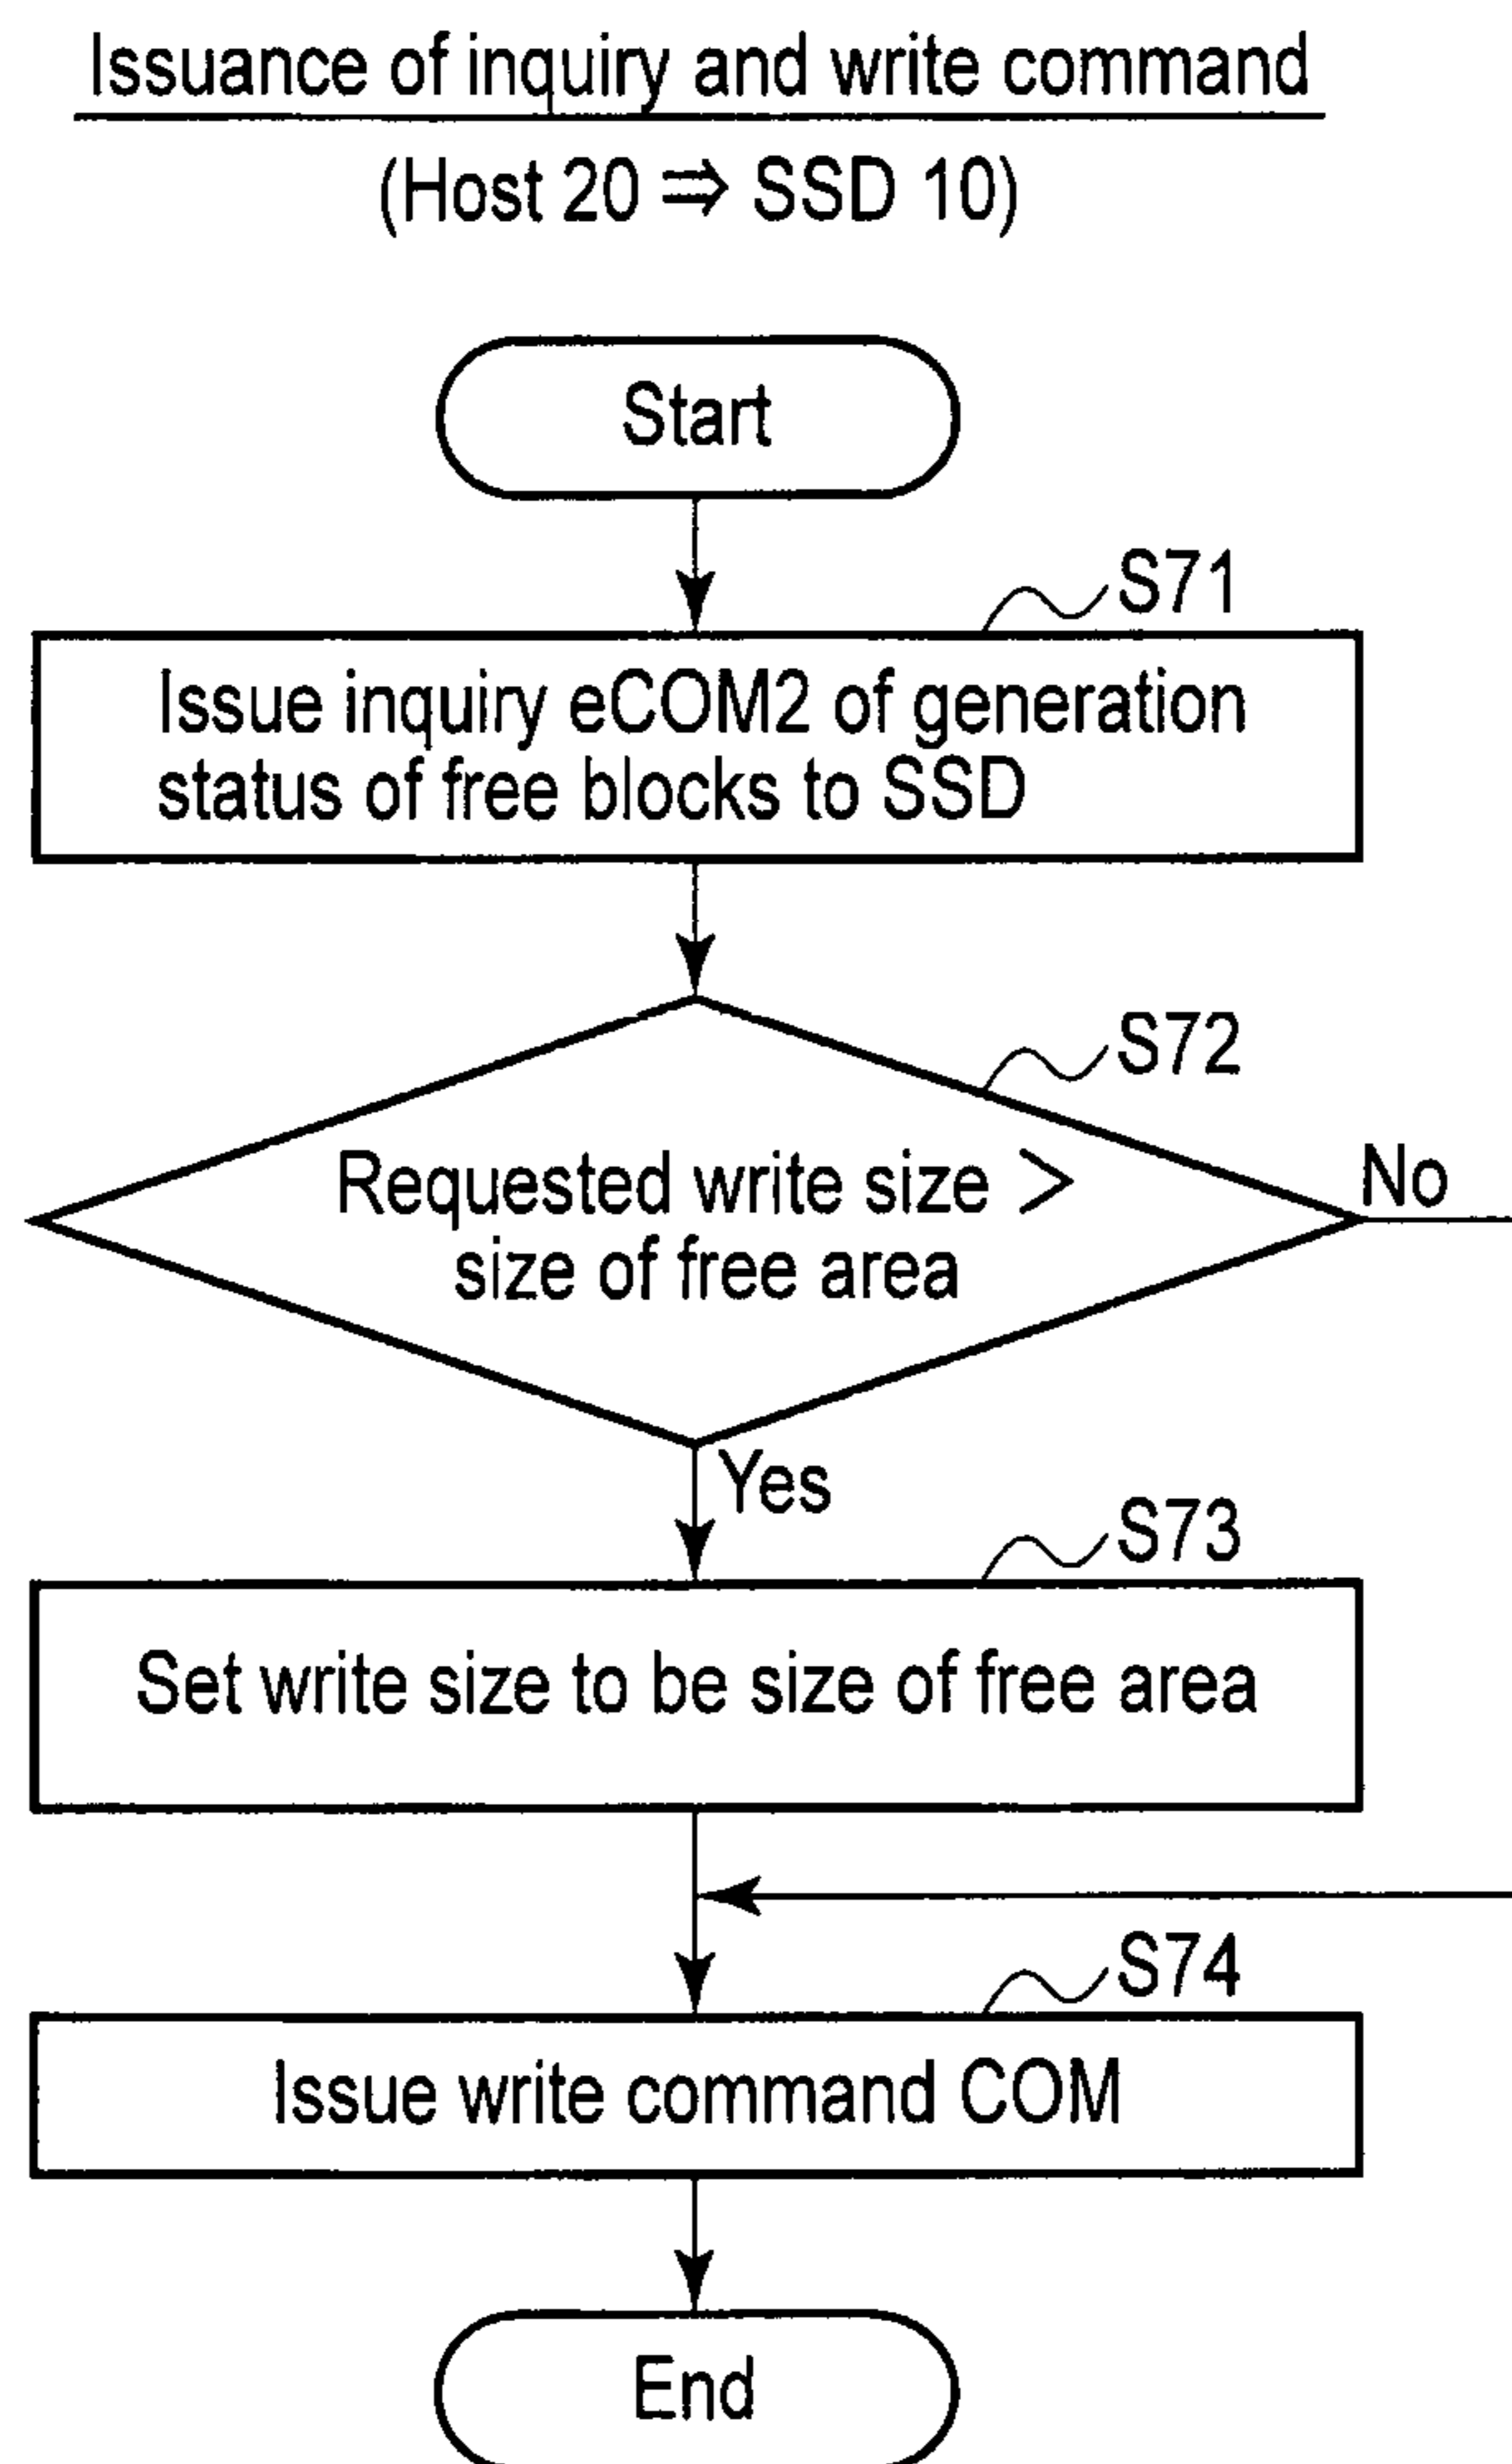 Issuance of inquiry and write command
(Host 20 ⇒ SSD 10)
Start
S71
Issue inquiry eCOM2 of generation
status of free blocks to SSD
S72
Requested write size >
size of free area
No
Yes
S73
Set write size to be size of free area
S74
Issue write command COM
End